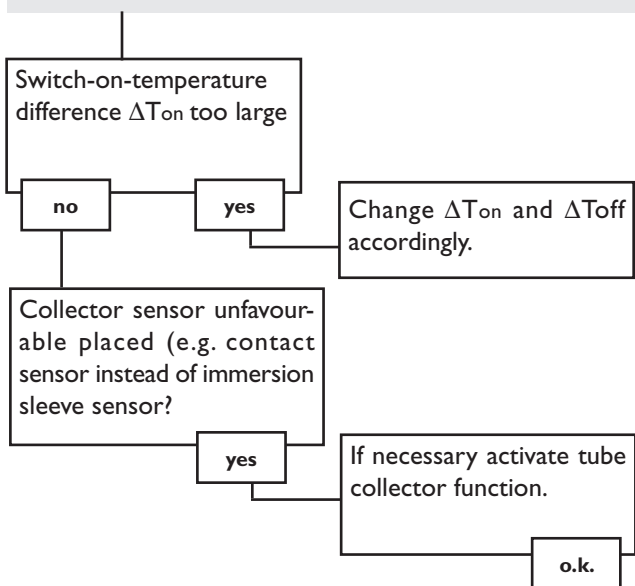 Switch-on-temperature
difference ΔTon too large
no
yes
Change ΔTon and ΔToff
accordingly.
Collector sensor unfavour-
able placed (e.g. contact
sensor instead of immersion
sleeve sensor?
yes
If necessary activate tube
collector function.
o.k.